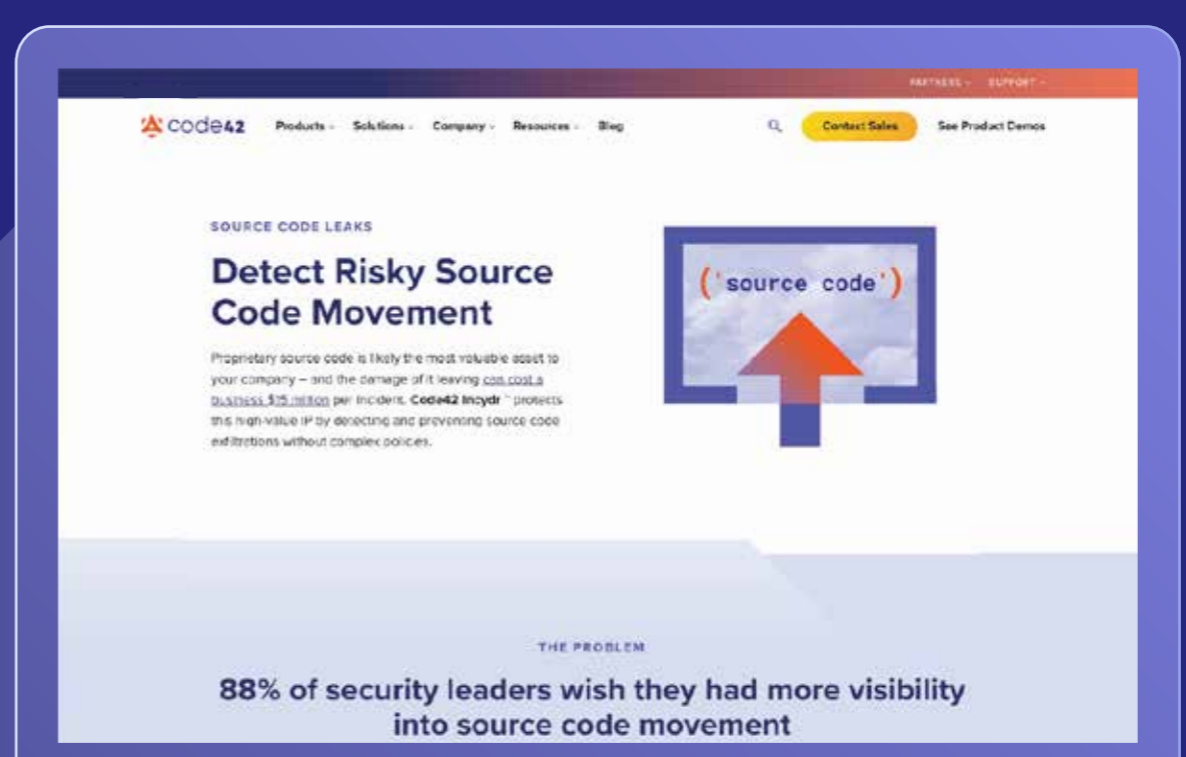 PARTNERS SUPPORT
code42 Products Solutions Company Resources Blog Contact Sales See Product Demos
SOURCE CODE LEAKS
Detect Risky Source
Code Movement
Proprietary source code is likely the most valuable asset to
your company – and the damage of it leaving can cost a
business $15 million per incident. Code42 Incydr™ protects
this high-value IP by detecting and preventing source code
exfiltrations without complex policies.
('source code')
THE PROBLEM
88% of security leaders wish they had more visibility
into source code movement